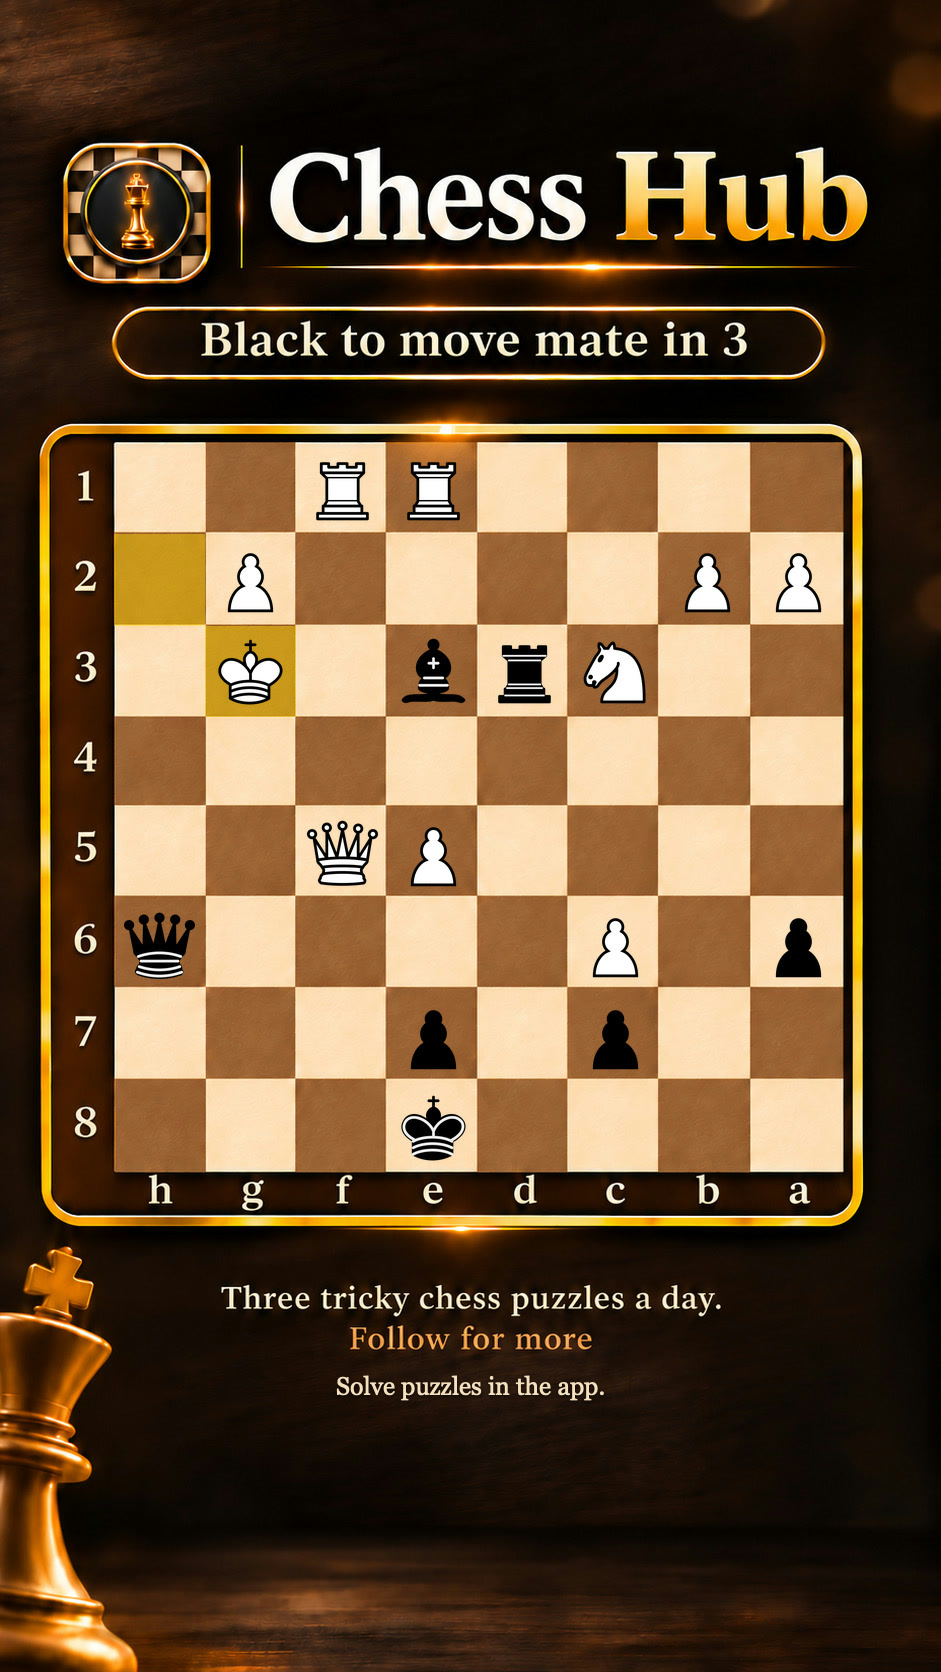 Chess Hub
Black to move mate in 3
1
2
3
4
5
6
7
8
h g f e d c b a
Three tricky chess puzzles a day.
Follow for more
Solve puzzles in the app.